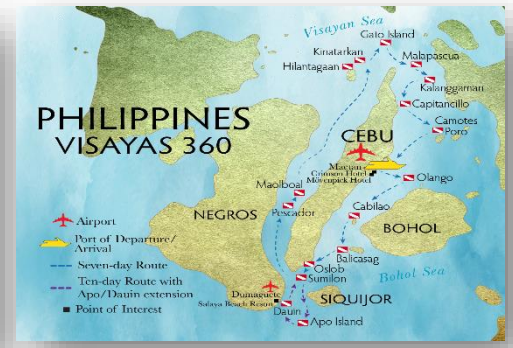 Visayan Sea
Gato Island
Kinatarkan
Malapascua
Hilantagaan
Kalanggaman
Capitancillo
PHILIPPINES
VISAYAS 360
Camotes
Poro
CEBU
Mactan
Crimson Hotel
Mövenpick Hotel
Olango
Maolboal
Cabilao
NEGROS
Pescador
BOHOL
Airport
Port of Departure/
Arrival
Balicasag
Bohol Sea
Seven-day Route
Oslob
Sumilon
Ten-day Route with
Apo/Dauin extension
Dumaguete
SIQUIJOR
Salaya Beach Resort
Point of Interest
Dauin
Apo Island